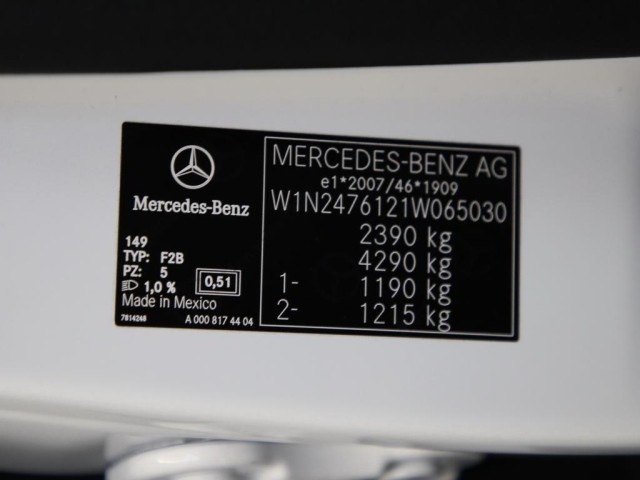 Mercedes-Benz
149
TYP: F2B
PZ: 5
1,0 %
0,51
Made in Mexico
7814246
A 000 817 44 04
MERCEDES-BENZ AG
e1*2007/46*1909
W1N2476121W065030
2390 kg
4290 kg
1- 1190 kg
2- 1215 kg